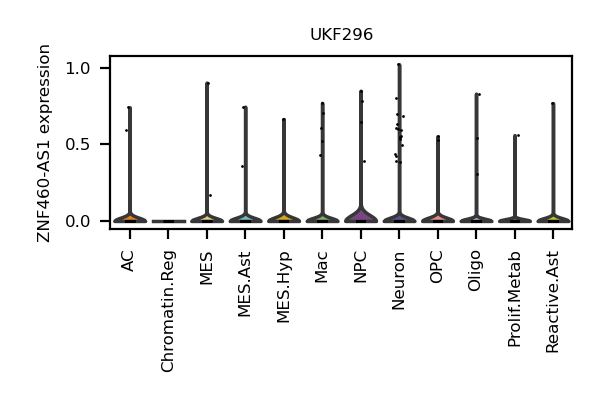 UKF296
ZNF460-AS1 expression
1.0
0.5
0.0
AC
Chromatin.Reg
MES
MES.Ast
MES.Hyp
Mac
NPC
Neuron
OPC
Oligo
Prolif.Metab
Reactive.Ast